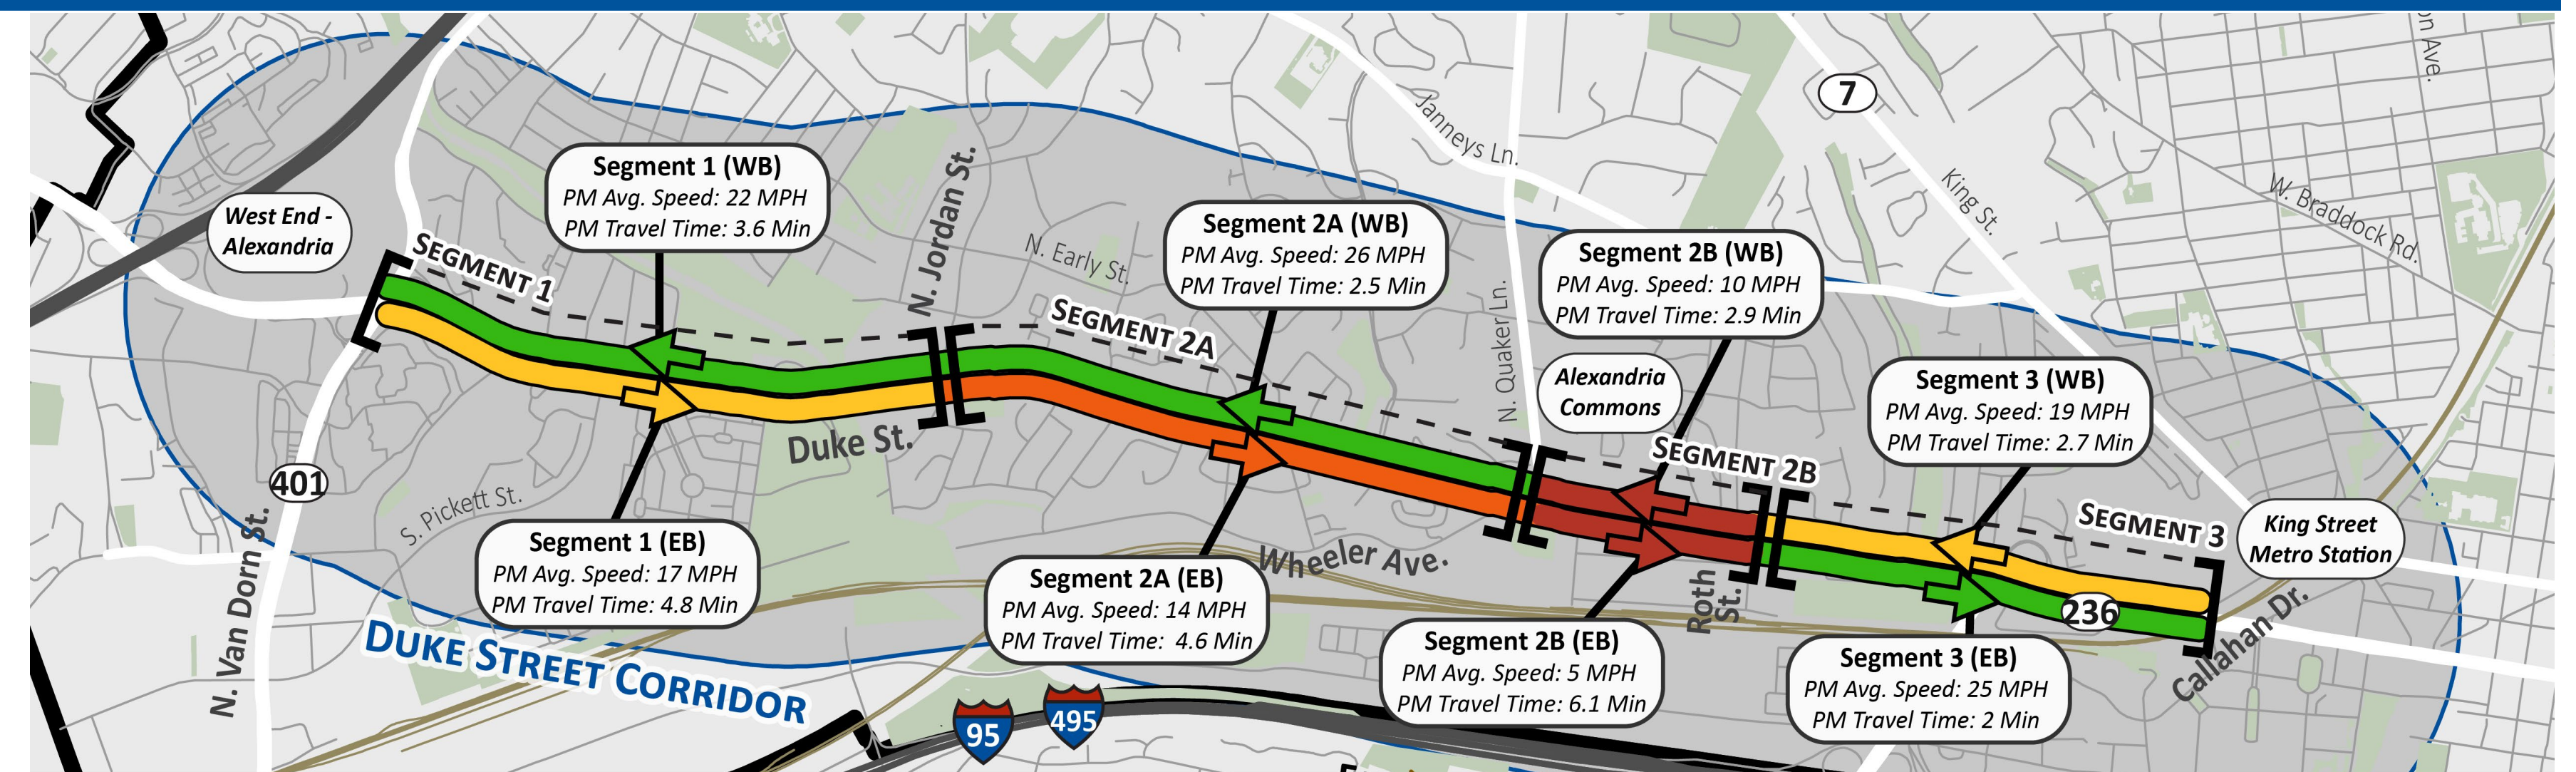 on Ave.
7
Janneys Ln.
King St.
W. Braddock Rd.
West End -
Alexandria
SEGMENT 1
Segment 1 (WB)
PM Avg. Speed: 22 MPH
PM Travel Time: 3.6 Min
N. Jordan St.
N. Early St.
SEGMENT 2A
Segment 2A (WB)
PM Avg. Speed: 26 MPH
PM Travel Time: 2.5 Min
N. Quaker Ln.
Segment 2B (WB)
PM Avg. Speed: 10 MPH
PM Travel Time: 2.9 Min
Alexandria
Commons
SEGMENT 2B
Segment 3 (WB)
PM Avg. Speed: 19 MPH
PM Travel Time: 2.7 Min
SEGMENT 3
King Street
Metro Station
Duke St.
401
N. Van Dorn St.
S. Pickett St.
Segment 1 (EB)
PM Avg. Speed: 17 MPH
PM Travel Time: 4.8 Min
Segment 2A (EB)
PM Avg. Speed: 14 MPH
PM Travel Time: 4.6 Min
Wheeler Ave.
Segment 2B (EB)
PM Avg. Speed: 5 MPH
PM Travel Time: 6.1 Min
Roth
St.
Segment 3 (EB)
PM Avg. Speed: 25 MPH
PM Travel Time: 2 Min
236
Callahan Dr.
DUKE STREET CORRIDOR
95
495